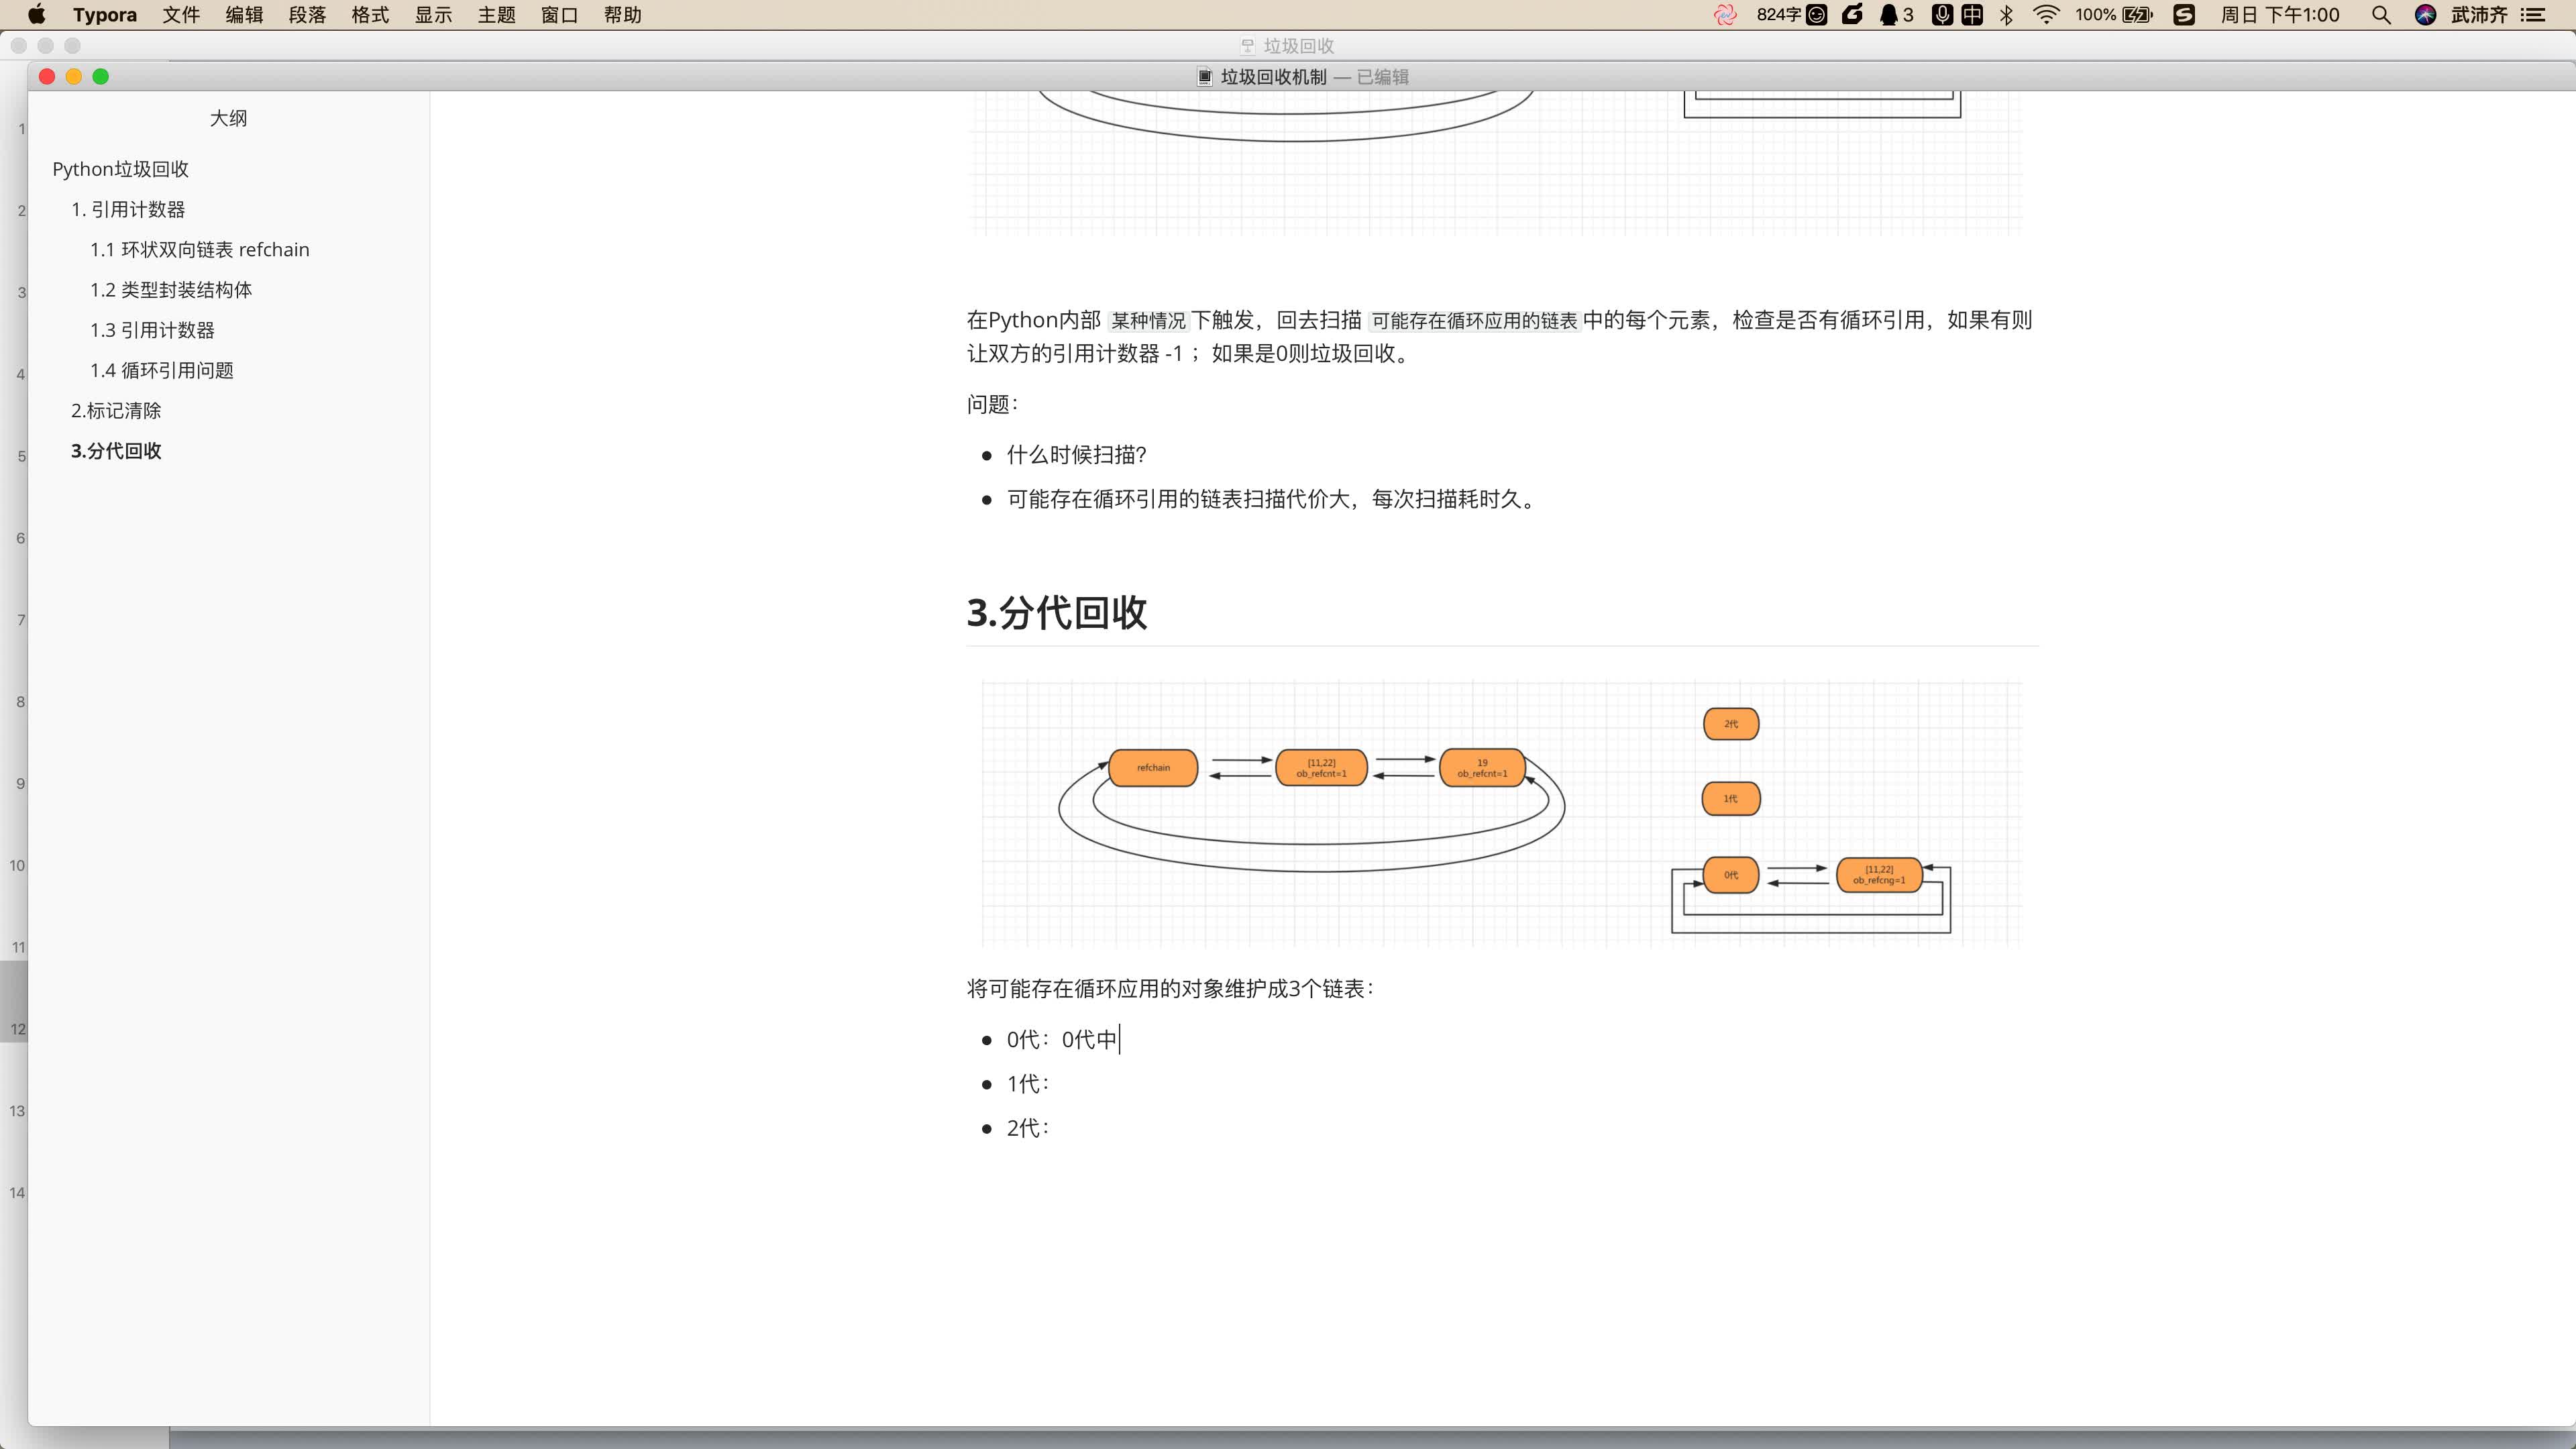 Typora 文件 编辑 段落 格式 显示 主题 窗口 帮助 824字 3 中 100% 周日 下午1:00 武沛齐
垃圾回收
垃圾回收机制 — 已编辑
大纲
Python垃圾回收
1. 引用计数器
1.1 环状双向链表 refchain
1.2 类型封装结构体
1.3 引用计数器
1.4 循环引用问题
2.标记清除
3.分代回收
1
2
3
4
5
6
7
8
9
10
11
12
13
14
在Python内部 某种情况下触发，回去扫描 可能存在循环应用的链表中的每个元素，检查是否有循环引用，如果有则
让双方的引用计数器 -1 ；如果是0则垃圾回收。
问题：
• 什么时候扫描？
• 可能存在循环引用的链表扫描代价大，每次扫描耗时久。
3.分代回收
refchain
[11,22]
ob_refcnt=1
19
ob_refcnt=1
2代
1代
0代
[11,22]
ob_refcng=1
将可能存在循环应用的对象维护成3个链表：
• 0代：0代中
• 1代：
• 2代：